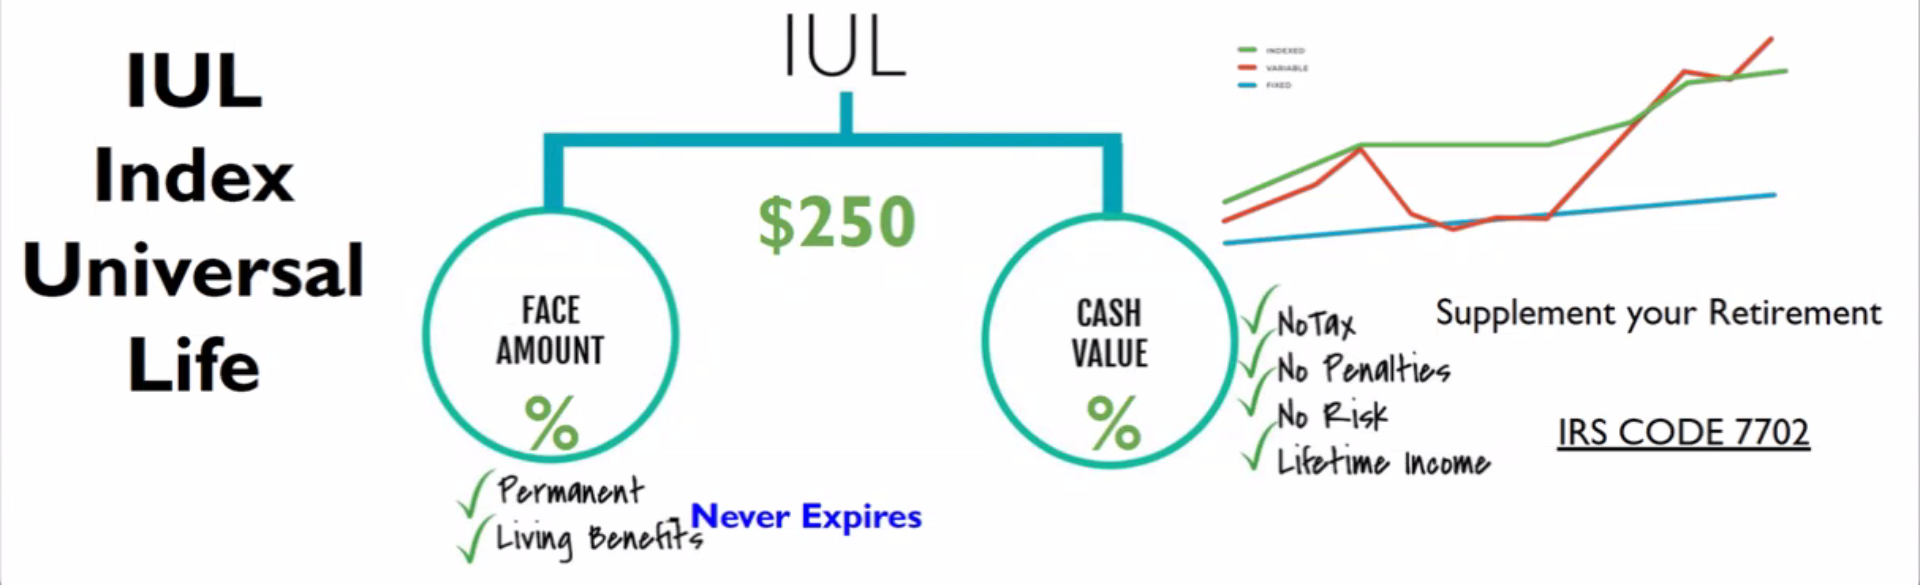 IUL
Index
Universal
Life
IUL
$250
FACE
AMOUNT
%
Permanent
Living Benefits
- Never Expires
CASH
VALUE
%
INDEXED
VARIABLE
FIXED
No Tax
No Penalties
No Risk
Lifetime Income
Supplement your Retirement
IRS CODE 7702